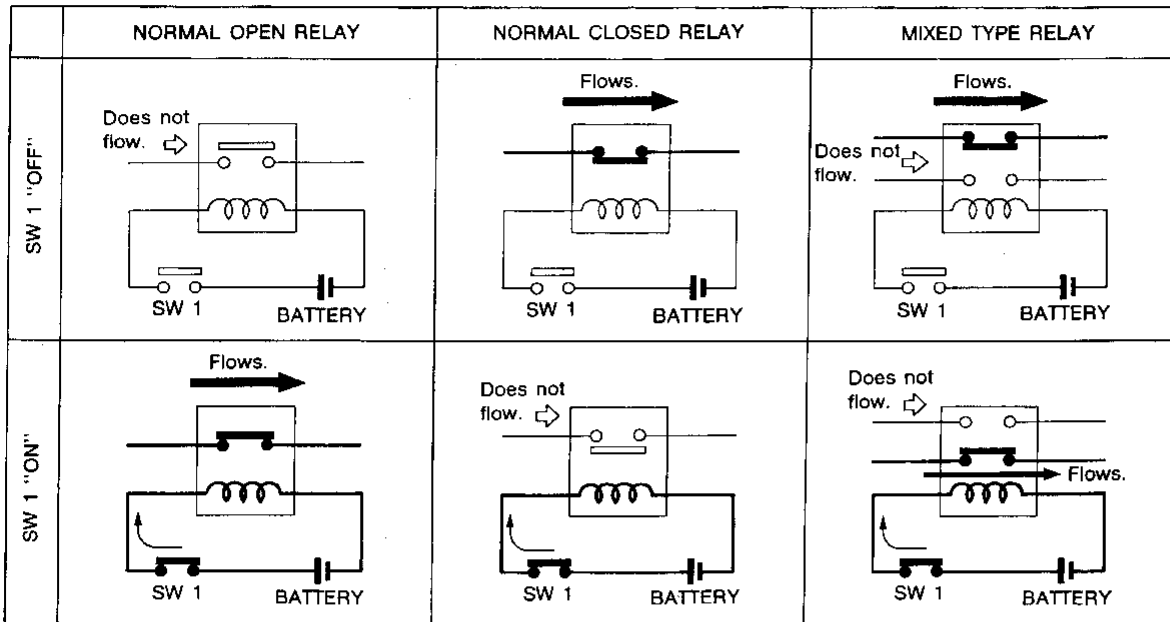 NORMAL OPEN RELAY
NORMAL CLOSED RELAY
MIXED TYPE RELAY
SW 1 "OFF"
Does not
flow.
SW 1
BATTERY
Flows.
SW 1
BATTERY
Flows.
Does not
flow.
SW 1
BATTERY
SW 1 "ON"
Flows.
SW 1
BATTERY
Does not
flow.
SW 1
BATTERY
Does not
flow.
Flows.
SW 1
BATTERY